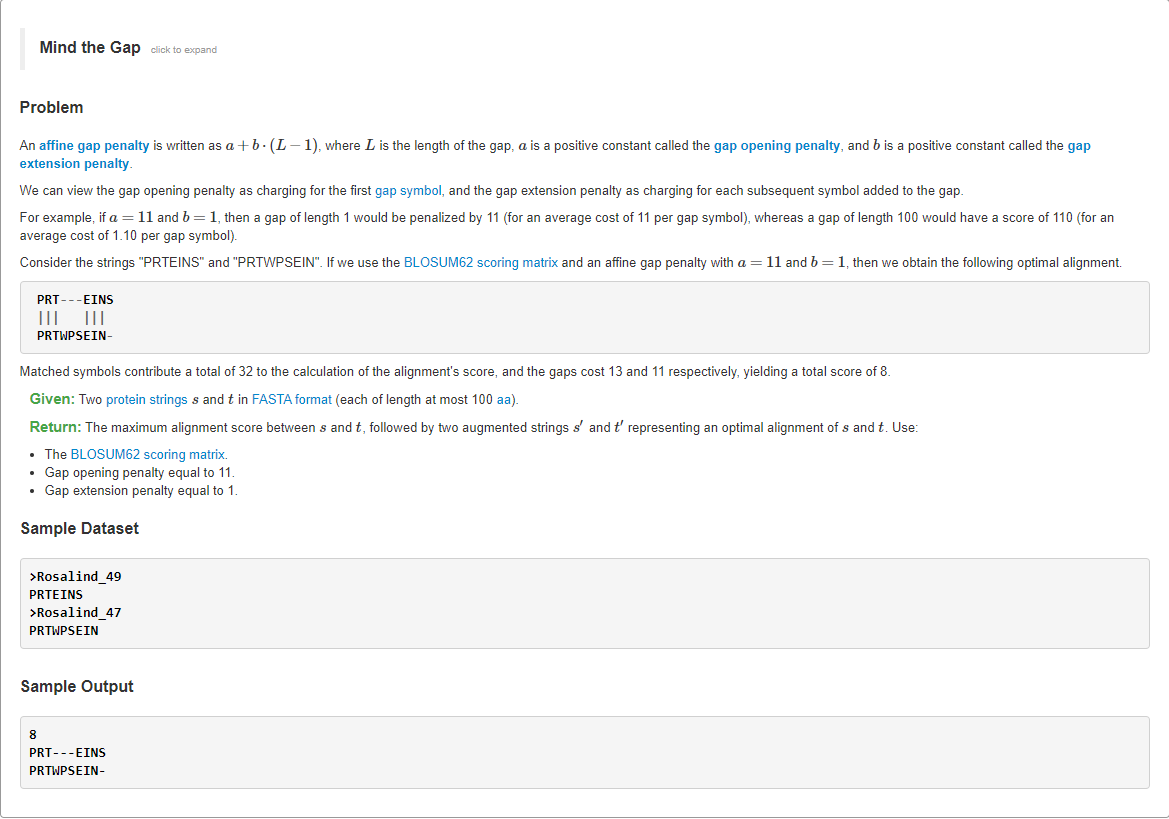 Mind the Gap click to expand
Problem
An affine gap penalty is written as a + b · (L − 1), where L is the length of the gap, a is a positive constant called the gap opening penalty, and b is a positive constant called the gap
extension penalty.
We can view the gap opening penalty as charging for the first gap symbol, and the gap extension penalty as charging for each subsequent symbol added to the gap.
For example, if a = 11 and b = 1, then a gap of length 1 would be penalized by 11 (for an average cost of 11 per gap symbol), whereas a gap of length 100 would have a score of 110 (for an
average cost of 1.10 per gap symbol).
Consider the strings "PRTEINS" and "PRTWPSEIN". If we use the BLOSUM62 scoring matrix and an affine gap penalty with a = 11 and b = 1, then we obtain the following optimal alignment.
PRT---EINS
|||   |||
PRTWPSEIN-
Matched symbols contribute a total of 32 to the calculation of the alignment's score, and the gaps cost 13 and 11 respectively, yielding a total score of 8.
Given: Two protein strings s and t in FASTA format (each of length at most 100 aa).
Return: The maximum alignment score between s and t, followed by two augmented strings s′ and t′ representing an optimal alignment of s and t. Use:
• The BLOSUM62 scoring matrix.
• Gap opening penalty equal to 11.
• Gap extension penalty equal to 1.
Sample Dataset
>Rosalind_49
PRTEINS
>Rosalind_47
PRTWPSEIN
Sample Output
8
PRT---EINS
PRTWPSEIN-